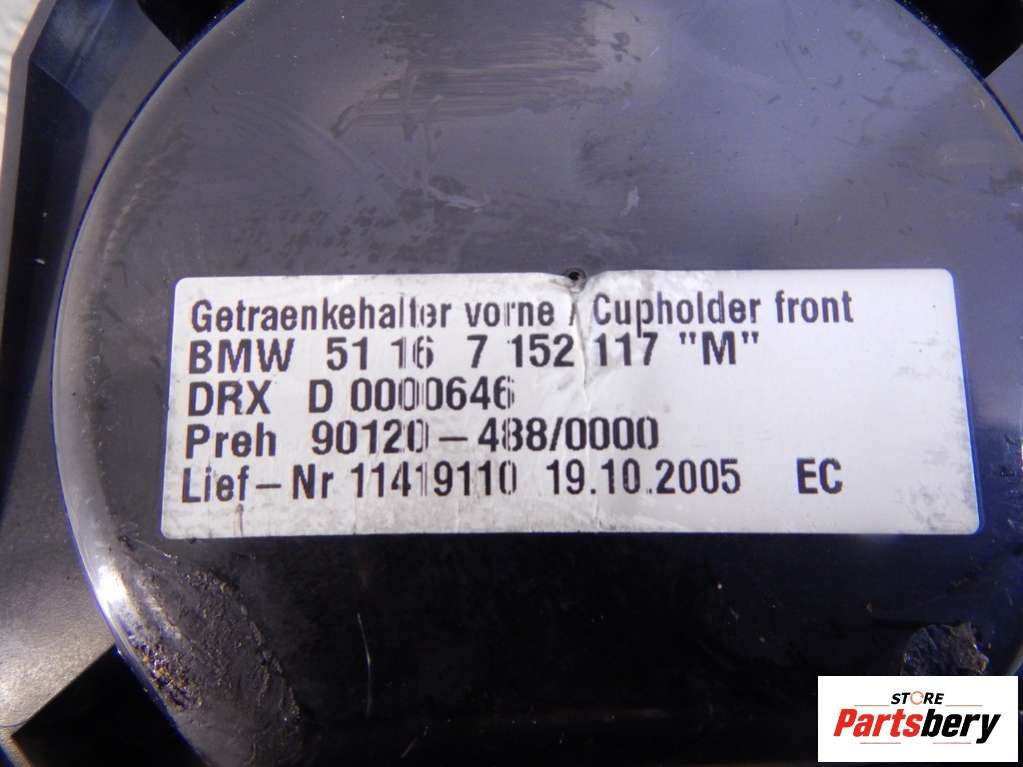 Getraenkehalter vorne / Cupholder front
BMW 51 16 7 152 117 "M"
DRX D 0000646
Preh 90120-488/0000
Lief-Nr 11419110 19.10.2005 EC
STORE
Partsbery